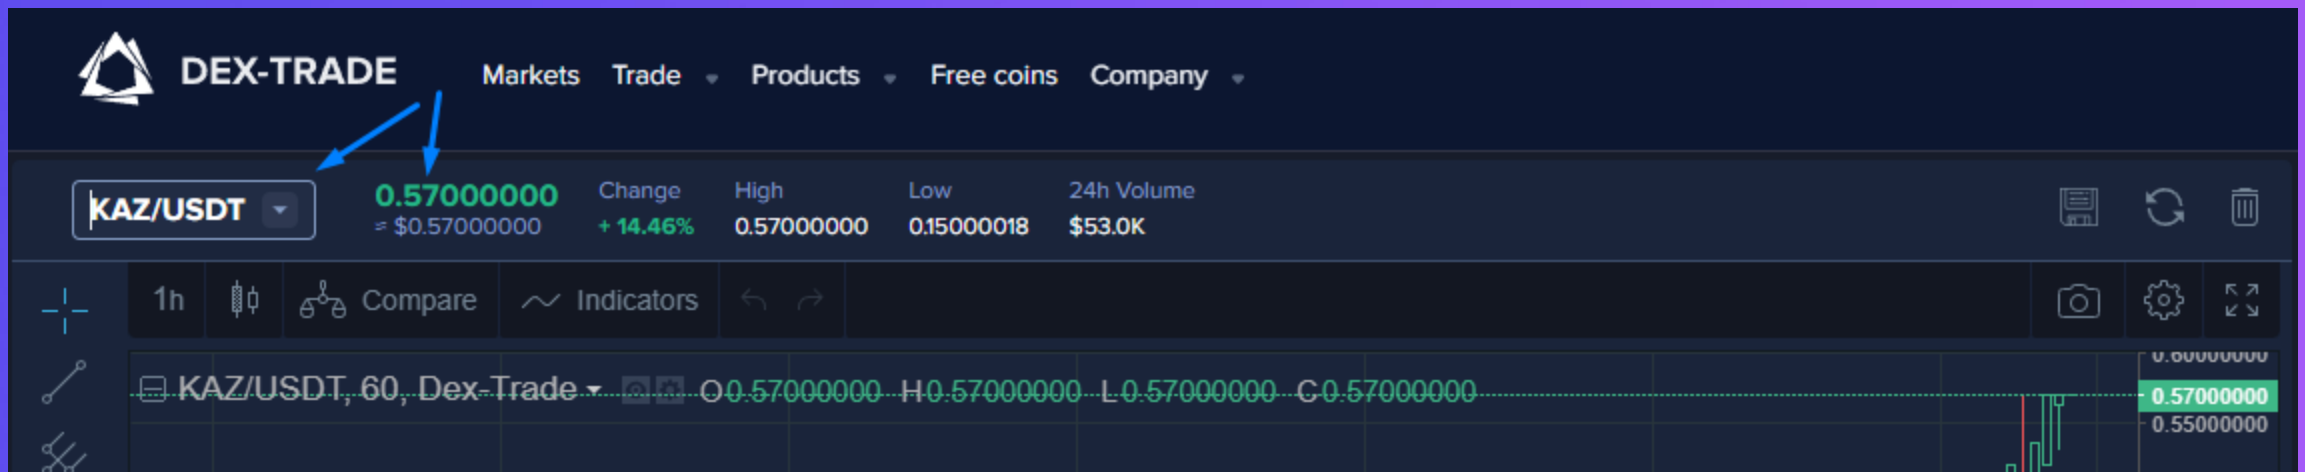 DEX-TRADE Markets Trade Products Free coins Company
KAZ/USDT 0.57000000 Change High Low 24h Volume
≈ $0.57000000 + 14.46% 0.57000000 0.15000018 $53.0K
1h Compare Indicators
0.60000000
KAZ/USDT, 60, Dex-Trade O0.57000000 H0.57000000 L0.57000000 C0.57000000 0.57000000
0.55000000